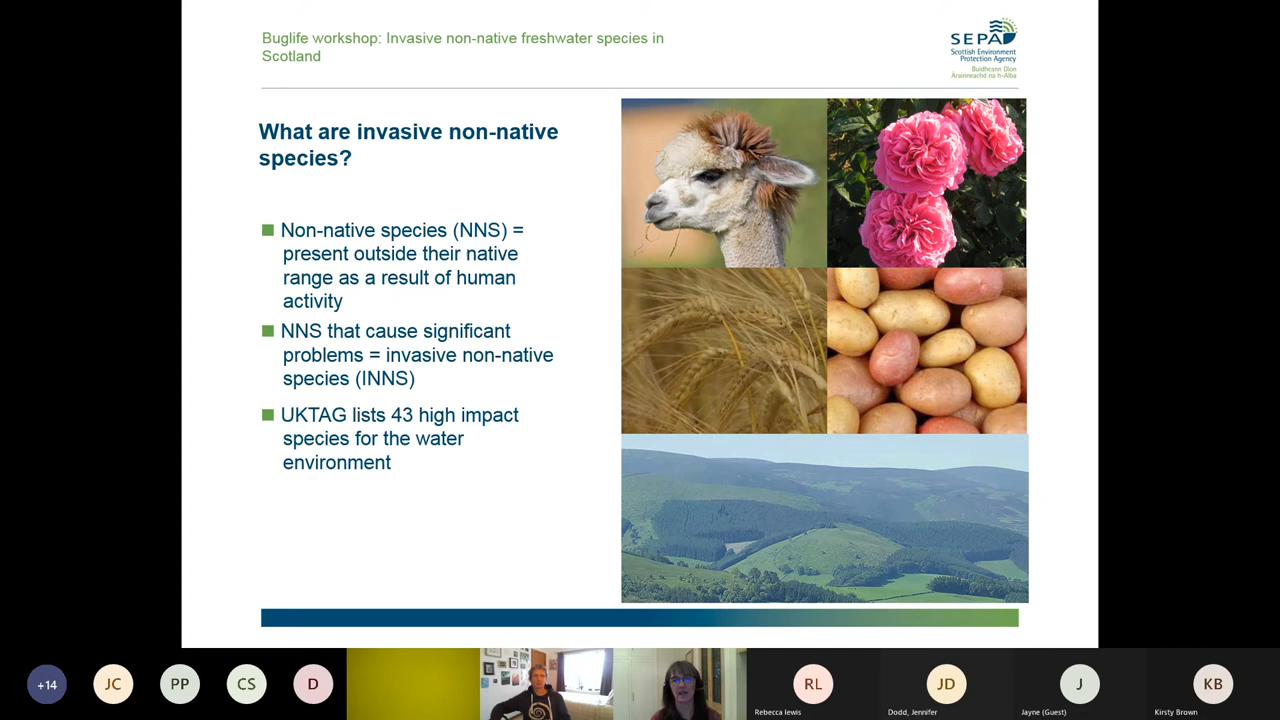 Buglife workshop: Invasive non-native freshwater species in
Scotland
SEPA
Scottish Environment
Protection Agency
Buidheann Dìon
Àrainneachd na h-Alba
What are invasive non-native
species?
Non-native species (NNS) =
present outside their native
range as a result of human
activity
NNS that cause significant
problems = invasive non-native
species (INNS)
UKTAG lists 43 high impact
species for the water
environment
+14
JC
PP
CS
D
RL
JD
J
KB
Rebecca lewis
Dodd, Jennifer
Jayne (Guest)
Kirsty Brown